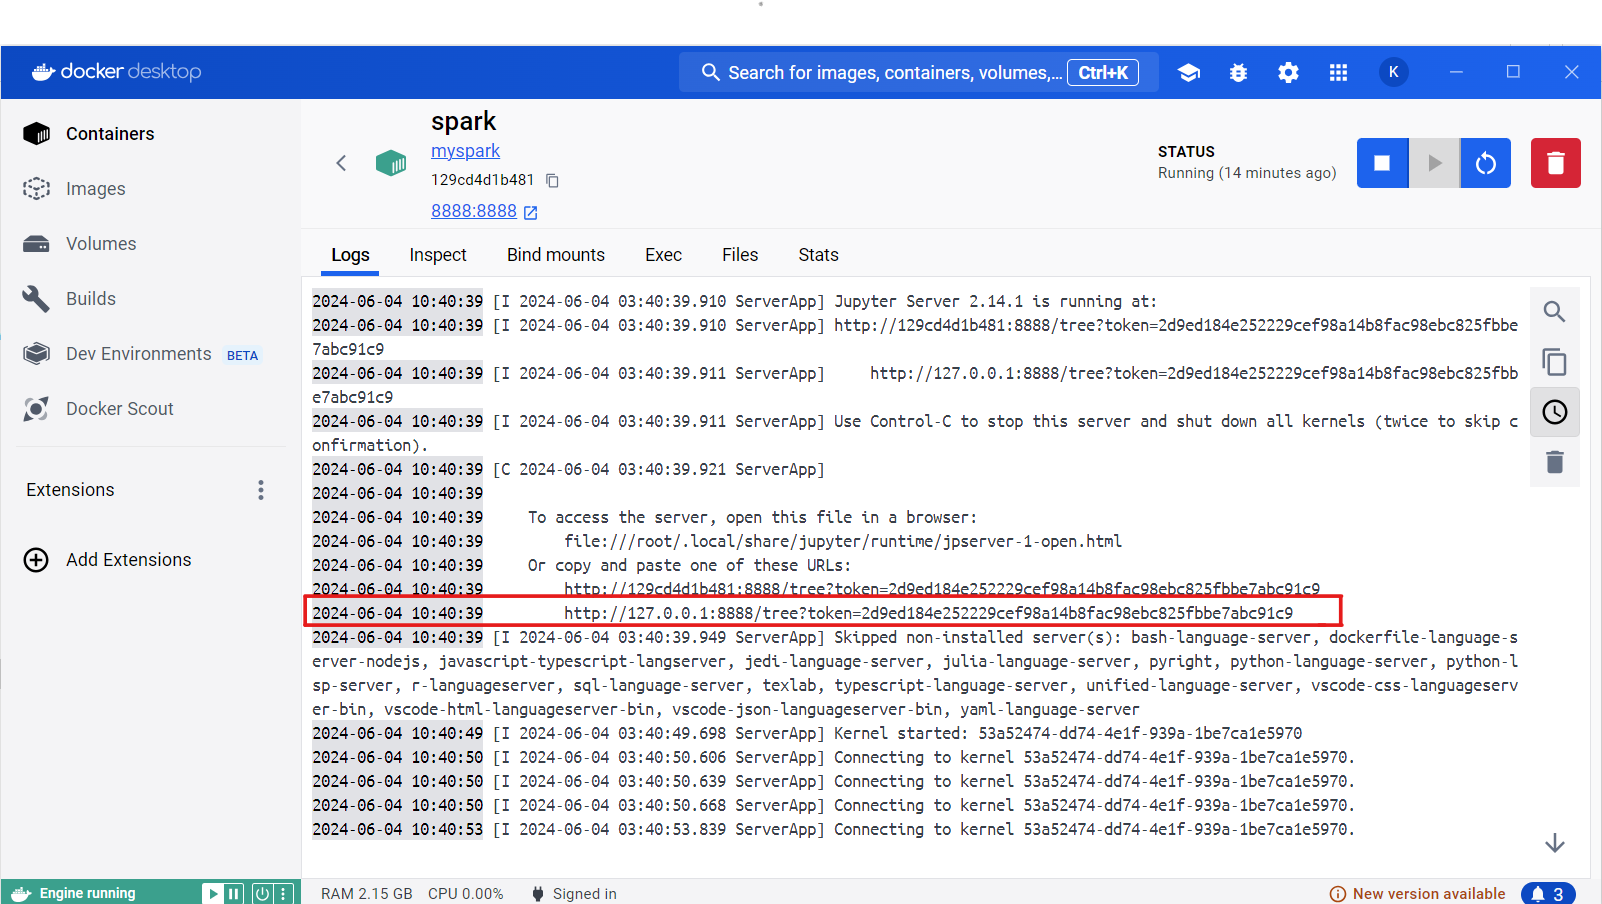 docker desktop
Search for images, containers, volumes,... Ctrl+K
K
Containers
Images
Volumes
Builds
Dev Environments BETA
Docker Scout
Extensions
Add Extensions
spark
myspark
129cd4d1b481
8888:8888
STATUS
Running (14 minutes ago)
Logs Inspect Bind mounts Exec Files Stats
2024-06-04 10:40:39 [I 2024-06-04 03:40:39.910 ServerApp] Jupyter Server 2.14.1 is running at:
2024-06-04 10:40:39 [I 2024-06-04 03:40:39.910 ServerApp] http://129cd4d1b481:8888/tree?token=2d9ed184e252229cef98a14b8fac98ebc825fbbe
7abc91c9
2024-06-04 10:40:39 [I 2024-06-04 03:40:39.911 ServerApp]     http://127.0.0.1:8888/tree?token=2d9ed184e252229cef98a14b8fac98ebc825fbb
e7abc91c9
2024-06-04 10:40:39 [I 2024-06-04 03:40:39.911 ServerApp] Use Control-C to stop this server and shut down all kernels (twice to skip c
onfirmation).
2024-06-04 10:40:39 [C 2024-06-04 03:40:39.921 ServerApp]
2024-06-04 10:40:39
2024-06-04 10:40:39     To access the server, open this file in a browser:
2024-06-04 10:40:39         file:///root/.local/share/jupyter/runtime/jpserver-1-open.html
2024-06-04 10:40:39     Or copy and paste one of these URLs:
2024-06-04 10:40:39         http://129cd4d1b481:8888/tree?token=2d9ed184e252229cef98a14b8fac98ebc825fbbe7abc91c9
2024-06-04 10:40:39         http://127.0.0.1:8888/tree?token=2d9ed184e252229cef98a14b8fac98ebc825fbbe7abc91c9
2024-06-04 10:40:39 [I 2024-06-04 03:40:39.949 ServerApp] Skipped non-installed server(s): bash-language-server, dockerfile-language-s
erver-nodejs, javascript-typescript-langserver, jedi-language-server, julia-language-server, pyright, python-language-server, python-l
sp-server, r-languageserver, sql-language-server, texlab, typescript-language-server, unified-language-server, vscode-css-languageserv
er-bin, vscode-html-languageserver-bin, vscode-json-languageserver-bin, yaml-language-server
2024-06-04 10:40:49 [I 2024-06-04 03:40:49.698 ServerApp] Kernel started: 53a52474-dd74-4e1f-939a-1be7ca1e5970
2024-06-04 10:40:50 [I 2024-06-04 03:40:50.606 ServerApp] Connecting to kernel 53a52474-dd74-4e1f-939a-1be7ca1e5970.
2024-06-04 10:40:50 [I 2024-06-04 03:40:50.639 ServerApp] Connecting to kernel 53a52474-dd74-4e1f-939a-1be7ca1e5970.
2024-06-04 10:40:50 [I 2024-06-04 03:40:50.668 ServerApp] Connecting to kernel 53a52474-dd74-4e1f-939a-1be7ca1e5970.
2024-06-04 10:40:53 [I 2024-06-04 03:40:53.839 ServerApp] Connecting to kernel 53a52474-dd74-4e1f-939a-1be7ca1e5970.
Engine running
RAM 2.15 GB CPU 0.00% Signed in
New version available 3